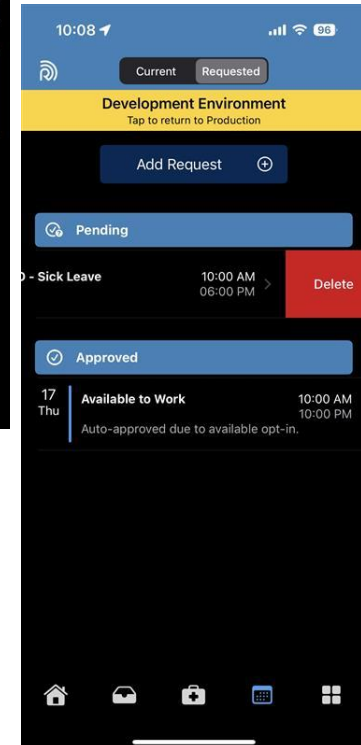 10:08
96
Current Requested
Development Environment
Tap to return to Production
Add Request
Pending
- Sick Leave 10:00 AM
06:00 PM
Delete
Approved
17 Available to Work 10:00 AM
Thu 10:00 PM
Auto-approved due to available opt-in.